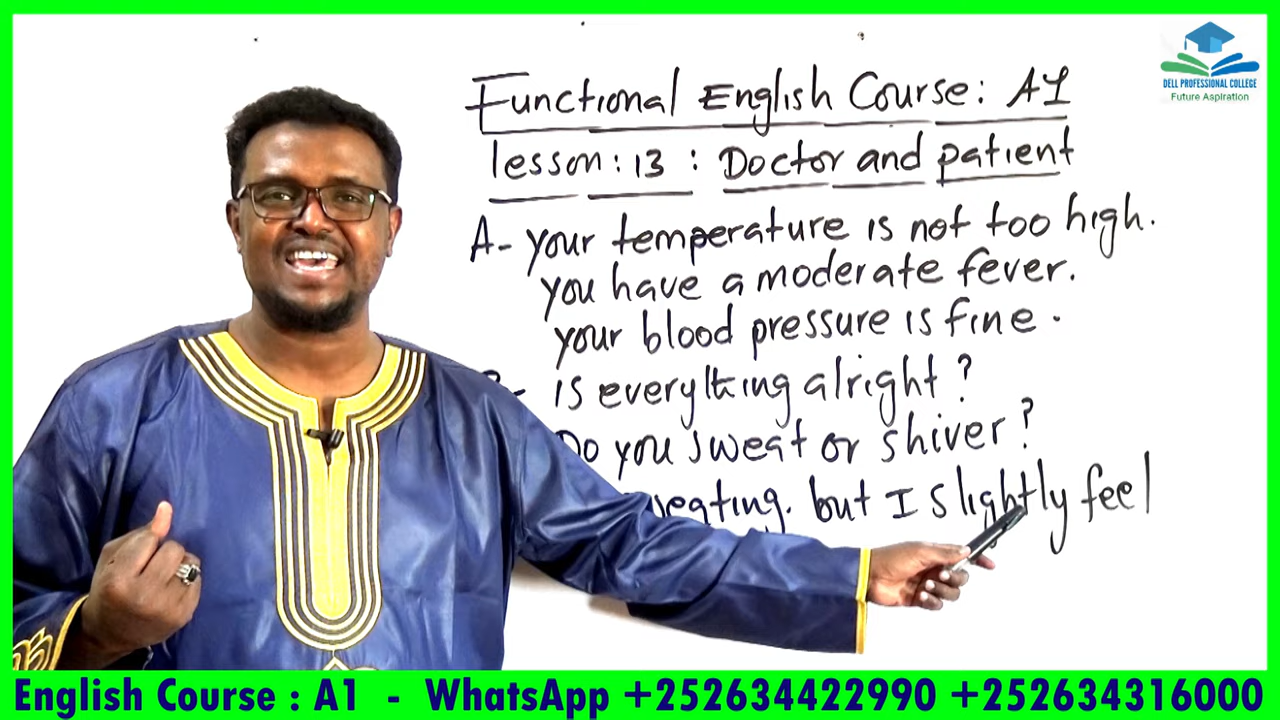 DELL PROFESSIONAL COLLEGE
Future Aspiration
Functional English Course: A1
lesson: 13 : Doctor and patient
A- your temperature is not too high.
you have a moderate fever.
your blood pressure is fine.
- is everything alright?
Do you sweat or shiver?
but I slightly feel
English Course : A1 - WhatsApp +252634422990 +252634316000